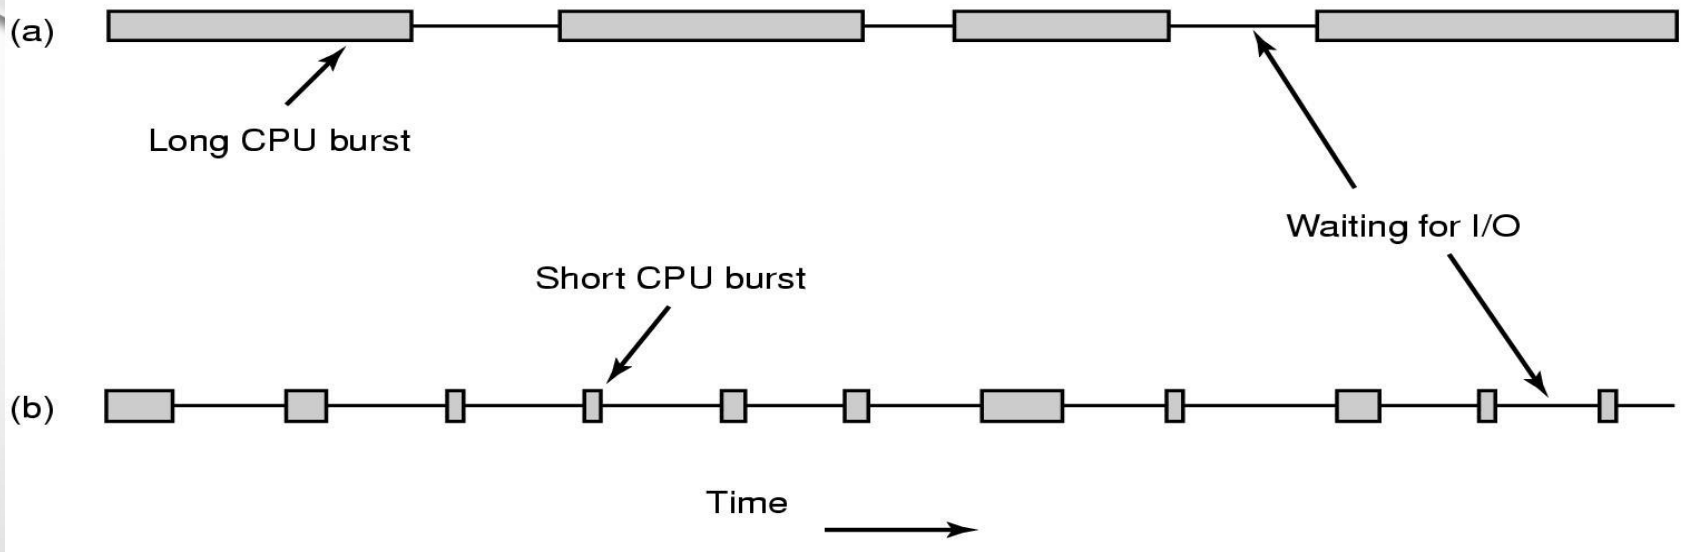 (a)
Long CPU burst
Waiting for I/O
Short CPU burst
(b)
Time